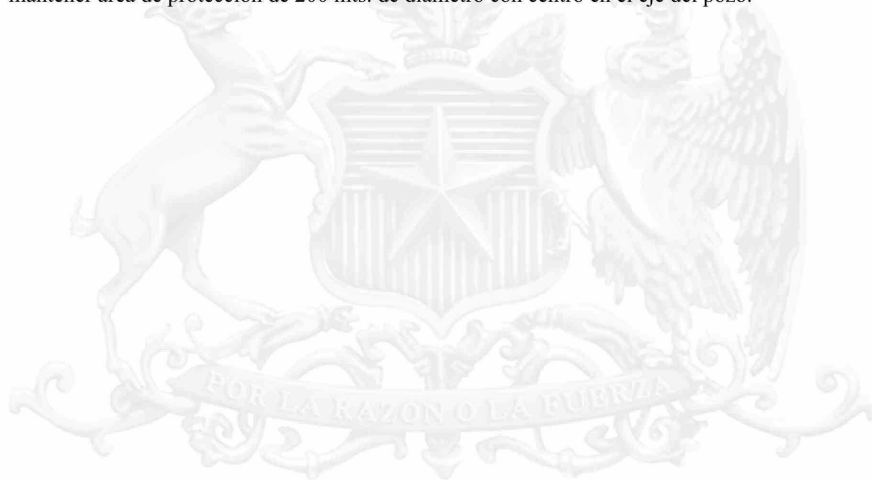 mantener área de protección de 200 mts. de diámetro con centro en el eje del pozo.
POR LA RAZON O LA FUERZA